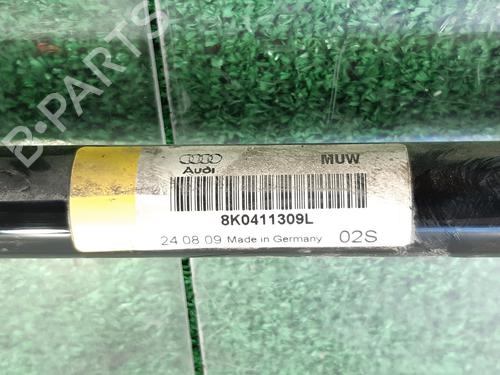 B-PARTS
Audi
MUW
8K0411309L
24 08 09 Made in Germany 02S